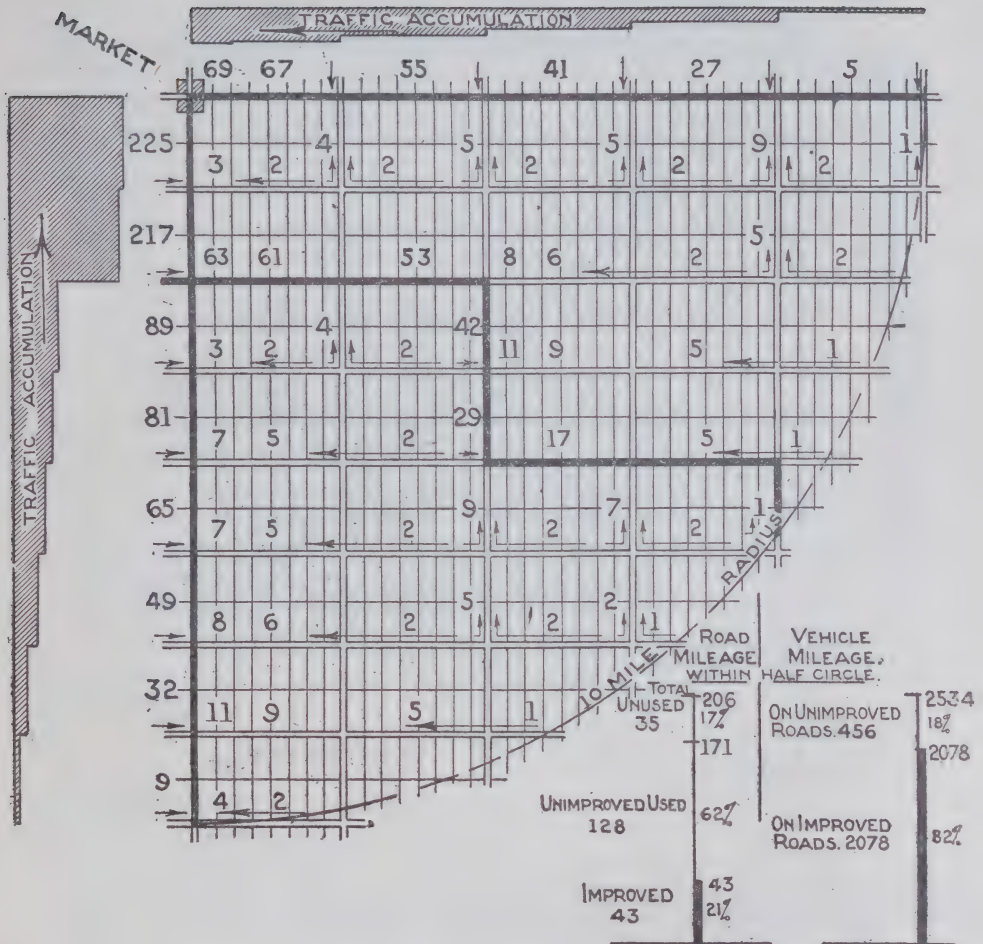 TRAFFIC ACCUMULATION
MARKET
69 67 55 41 27 5
225 4 5 5 9 1
3 2 2 2 2 2
217 5
63 61 53 8 6 2 2
89 4 42
3 2 2 11 9 5 1
81 29
7 5 2 17 5 1
65 9 7 1
7 5 2 2 2
49 5 2
8 6 2 2 1
32
11 9 5 1
9
4 2
TRAFFIC ACCUMULATION
10 MILE RADIUS
ROAD
MILEAGE
VEHICLE
MILEAGE.
WITHIN HALF CIRCLE.
TOTAL
206
UNUSED
35
17%
171
UNIMPROVED USED
128
62%
IMPROVED
43
43
21%
2534
ON UNIMPROVED
ROADS. 456
18%
2078
ON IMPROVED
ROADS. 2078
82%